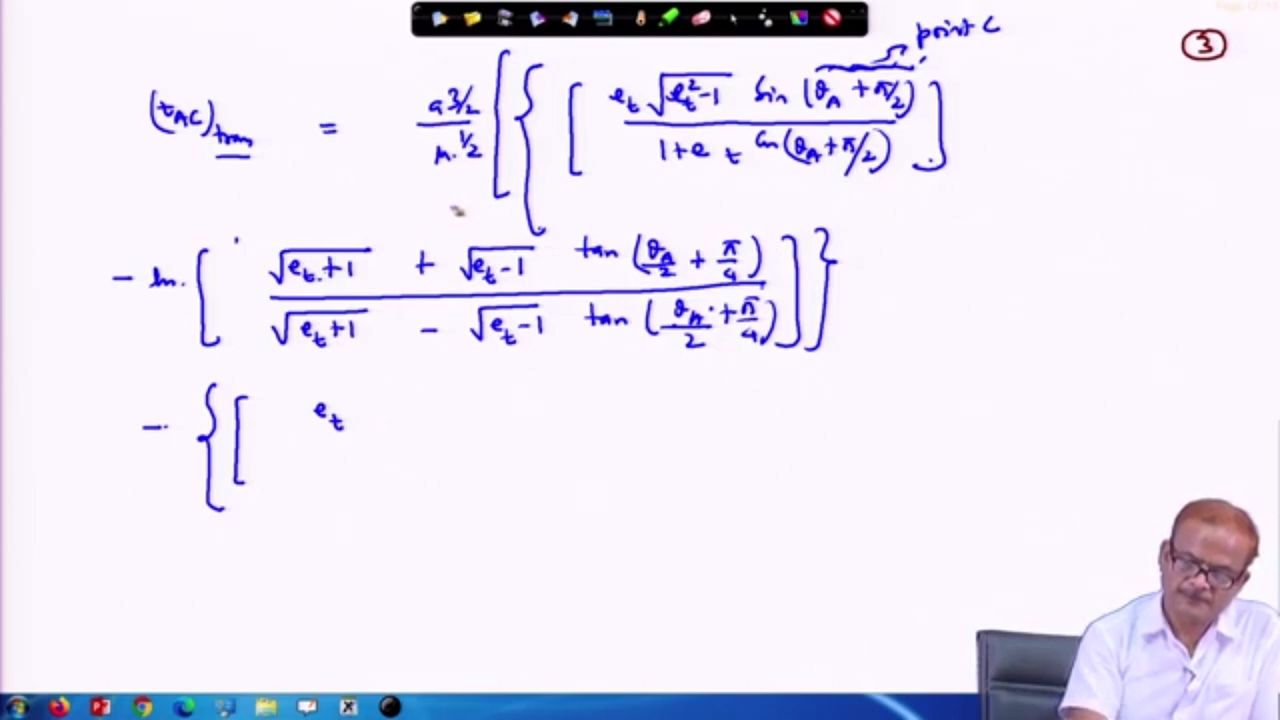 point C
③
(t_AC)_tran = a^3/2 / μ^1/2 [ { [ e_t √(e_t²-1) sin (θ_A + π/2) / 1+e_t cos(θ_A + π/2) ]
- ln. [ √(e_t+1) + √(e_t-1) tan (θ_A/2 + π/4) / √(e_t+1) - √(e_t-1) tan (θ_A/2 + π/4) ] }
- { [ e_t